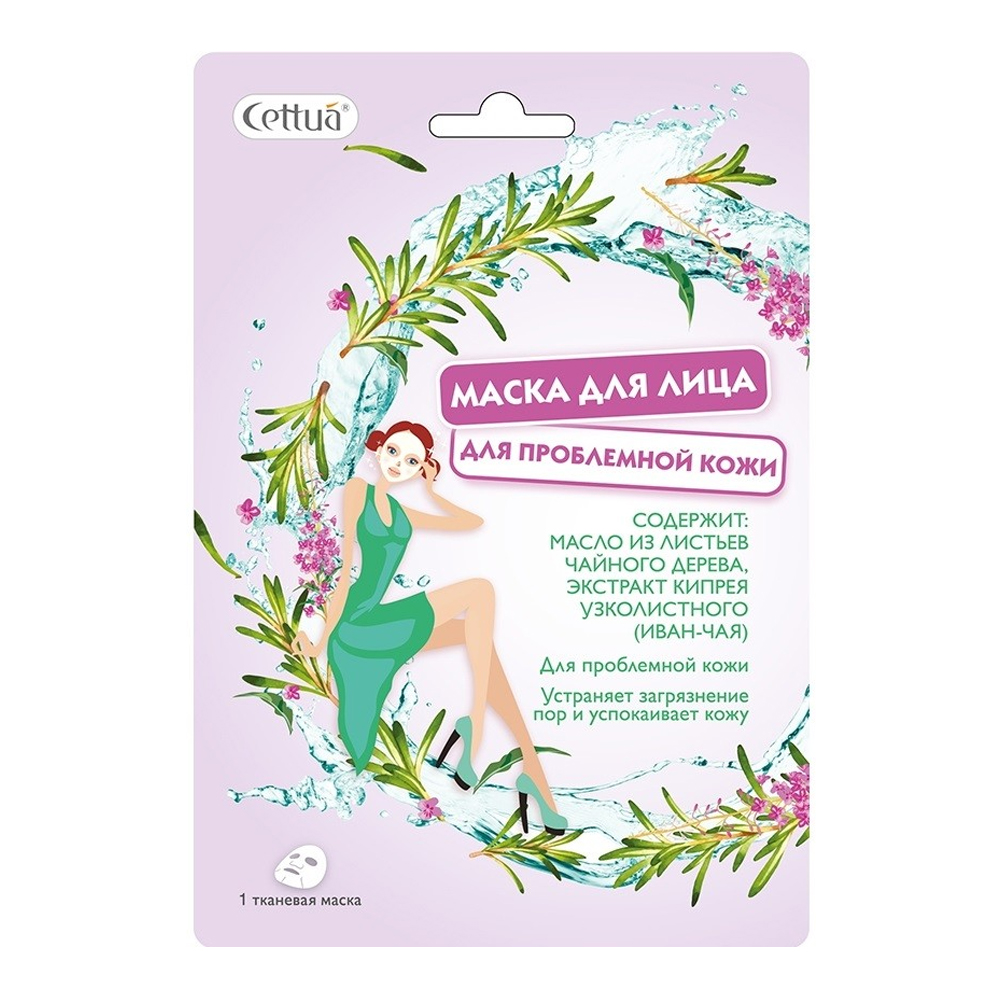 Cettuá®
МАСКА ДЛЯ ЛИЦА
ДЛЯ ПРОБЛЕМНОЙ КОЖИ
СОДЕРЖИТ:
МАСЛО ИЗ ЛИСТЬЕВ
ЧАЙНОГО ДЕРЕВА,
ЭКСТРАКТ КИПРЕЯ
УЗКОЛИСТНОГО
(ИВАН-ЧАЯ)
Для проблемной кожи
Устраняет загрязнение
пор и успокаивает кожу
1 тканевая маска